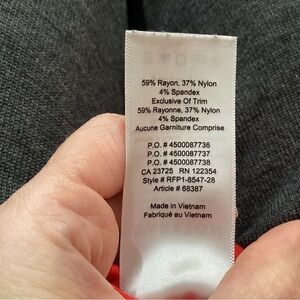 59% Rayon, 37% Nylon
4% Spandex
Exclusive Of Trim
59% Rayonne, 37% Nylon
4% Spandex
Aucune Garniture Comprise
P.O. # 4500087736
P.O. # 4500087737
P.O. # 4500087738
CA 23725 RN 122354
Style # RFP1-8547-28
Article # 68387
Made in Vietnam
Fabriqué au Vietnam